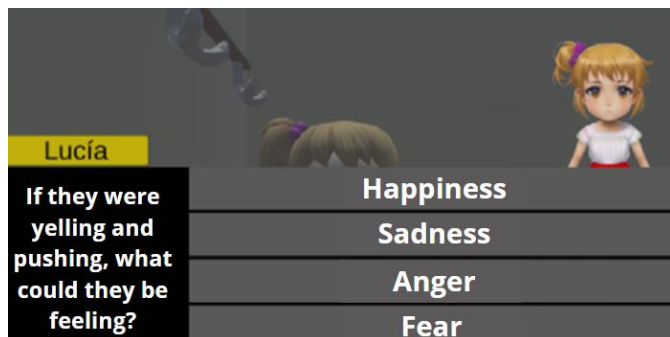 Lucía
If they were
yelling and
pushing, what
could they be
feeling?
Happiness
Sadness
Anger
Fear